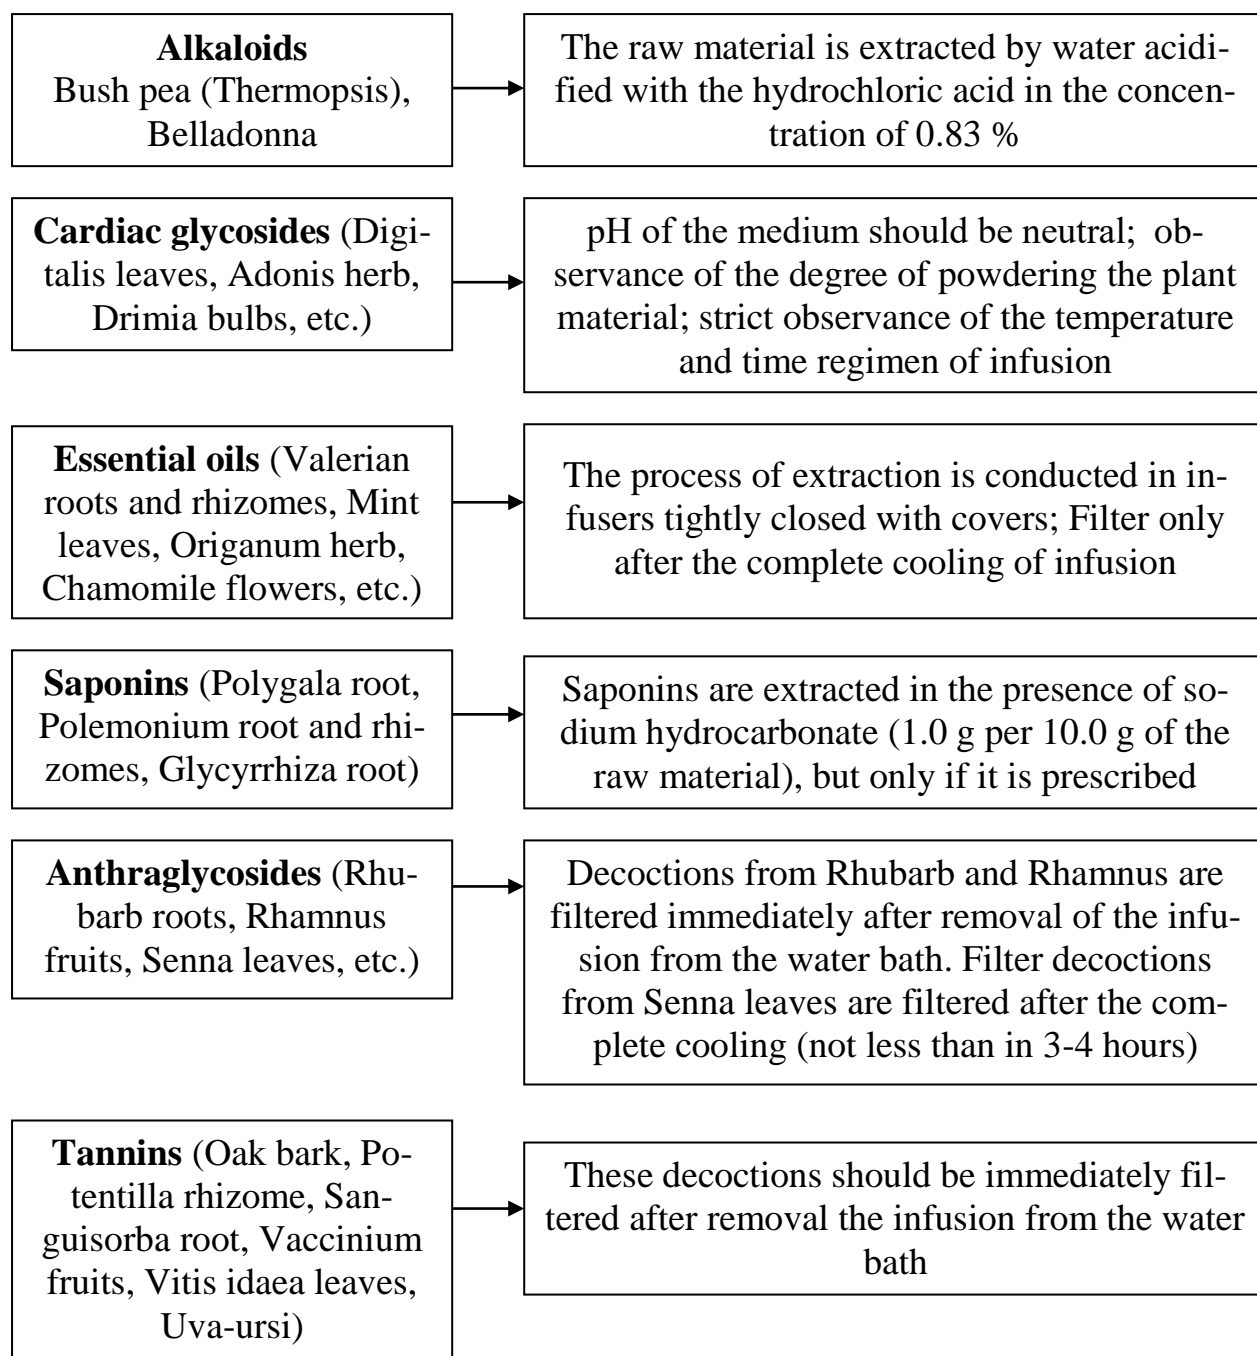 Alkaloids
Bush pea (Thermopsis),
Belladonna
The raw material is extracted by water acidi-
fied with the hydrochloric acid in the concen-
tration of 0.83 %
Cardiac glycosides (Digi-
talis leaves, Adonis herb,
Drimia bulbs, etc.)
pH of the medium should be neutral;  ob-
servance of the degree of powdering the plant
material; strict observance of the temperature
and time regimen of infusion
Essential oils (Valerian
roots and rhizomes, Mint
leaves, Origanum herb,
Chamomile flowers, etc.)
The process of extraction is conducted in in-
fusers tightly closed with covers; Filter only
after the complete cooling of infusion
Saponins (Polygala root,
Polemonium root and rhi-
zomes, Glycyrrhiza root)
Saponins are extracted in the presence of so-
dium hydrocarbonate (1.0 g per 10.0 g of the
raw material), but only if it is prescribed
Anthraglycosides (Rhu-
barb roots, Rhamnus
fruits, Senna leaves, etc.)
Decoctions from Rhubarb and Rhamnus are
filtered immediately after removal of the infu-
sion from the water bath. Filter decoctions
from Senna leaves are filtered after the com-
plete cooling (not less than in 3-4 hours)
Tannins (Oak bark, Po-
tentilla rhizome, San-
guisorba root, Vaccinium
fruits, Vitis idaea leaves,
Uva-ursi)
These decoctions should be immediately fil-
tered after removal the infusion from the water
bath